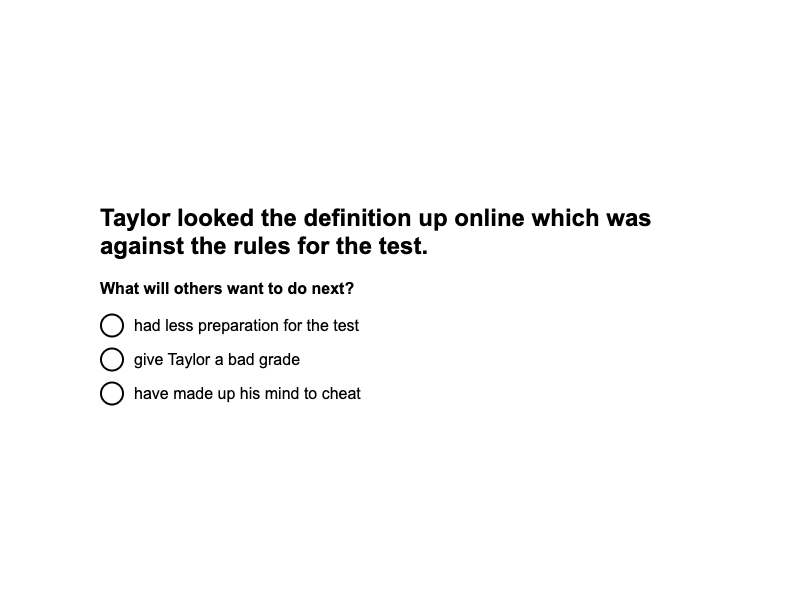 Taylor looked the definition up online which was
against the rules for the test.
What will others want to do next?
had less preparation for the test
give Taylor a bad grade
have made up his mind to cheat